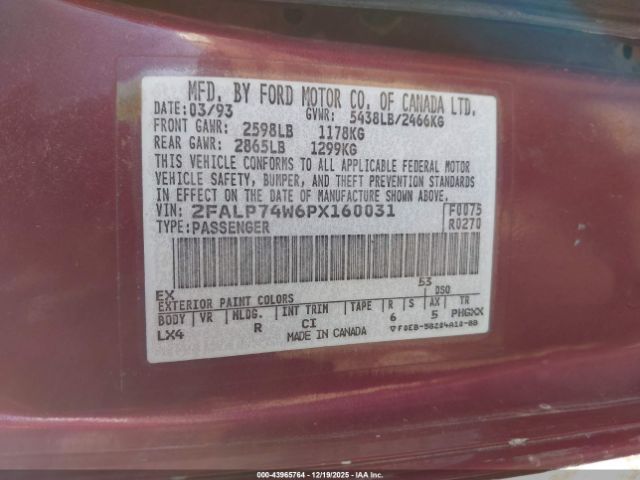 MFD. BY FORD MOTOR CO. OF CANADA LTD.
DATE: 03/93 GVWR: 5438LB/2466KG
FRONT GAWR: 2598LB 1178KG
REAR GAWR: 2865LB 1299KG
THIS VEHICLE CONFORMS TO ALL APPLICABLE FEDERAL MOTOR
VEHICLE SAFETY, BUMPER, AND THEFT PREVENTION STANDARDS
IN EFFECT ON THE DATE OF MANUFACTURE SHOWN ABOVE.
VIN: 2FALP74W6PX160031 F0075
TYPE: PASSENGER R0270
53
EX DSO
EXTERIOR PAINT COLORS
BODY VR MLDG. INT TRIM TAPE R S AX TR
LX4 R CI 6 5 PHGXX
MADE IN CANADA
000-43965764 - 12/19/2025 - IAAI Inc.